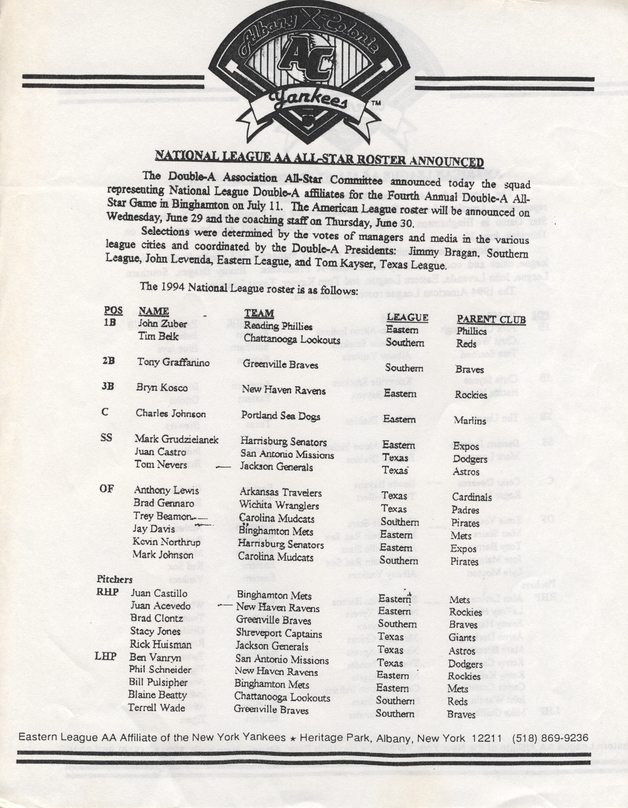 Albany Colonie
AC
Yankees ™
NATIONAL LEAGUE AA ALL-STAR ROSTER ANNOUNCED
The Double-A Association All-Star Committee announced today the squad
representing National League Double-A affiliates for the Fourth Annual Double-A All-
Star Game in Binghamton on July 11. The American League roster will be announced on
Wednesday, June 29 and the coaching staff on Thursday, June 30.
Selections were determined by the votes of managers and media in the various
league cities and coordinated by the Double-A Presidents: Jimmy Bragan, Southern
League, John Levenda, Eastern League, and Tom Kayser, Texas League.
The 1994 National League roster is as follows:
POS NAME TEAM LEAGUE PARENT CLUB
1B John Zuber Reading Phillies Eastern Phillies
Tim Belk Chattanooga Lookouts Southern Reds
2B Tony Graffanino Greenville Braves Southern Braves
3B Bryn Kosco New Haven Ravens Eastern Rockies
C Charles Johnson Portland Sea Dogs Eastern Marlins
SS Mark Grudzielanek Harrisburg Senators Eastern Expos
Juan Castro San Antonio Missions Texas Dodgers
Tom Nevers Jackson Generals Texas Astros
OF Anthony Lewis Arkansas Travelers Texas Cardinals
Brad Gennaro Wichita Wranglers Texas Padres
Trey Beamon Carolina Mudcats Southern Pirates
Jay Davis Binghamton Mets Eastern Mets
Kevin Northrup Harrisburg Senators Eastern Expos
Mark Johnson Carolina Mudcats Southern Pirates
Pitchers
RHP Juan Castillo Binghamton Mets Eastern Mets
Juan Acevedo New Haven Ravens Eastern Rockies
Brad Clontz Greenville Braves Southern Braves
Stacy Jones Shreveport Captains Texas Giants
Rick Huisman Jackson Generals Texas Astros
LHP Ben Vanryn San Antonio Missions Texas Dodgers
Phil Schneider New Haven Ravens Eastern Rockies
Bill Pulsipher Binghamton Mets Eastern Mets
Blaine Beatty Chattanooga Lookouts Southern Reds
Terrell Wade Greenville Braves Southern Braves
Eastern League AA Affiliate of the New York Yankees ★ Heritage Park, Albany, New York 12211 (518) 869-9236